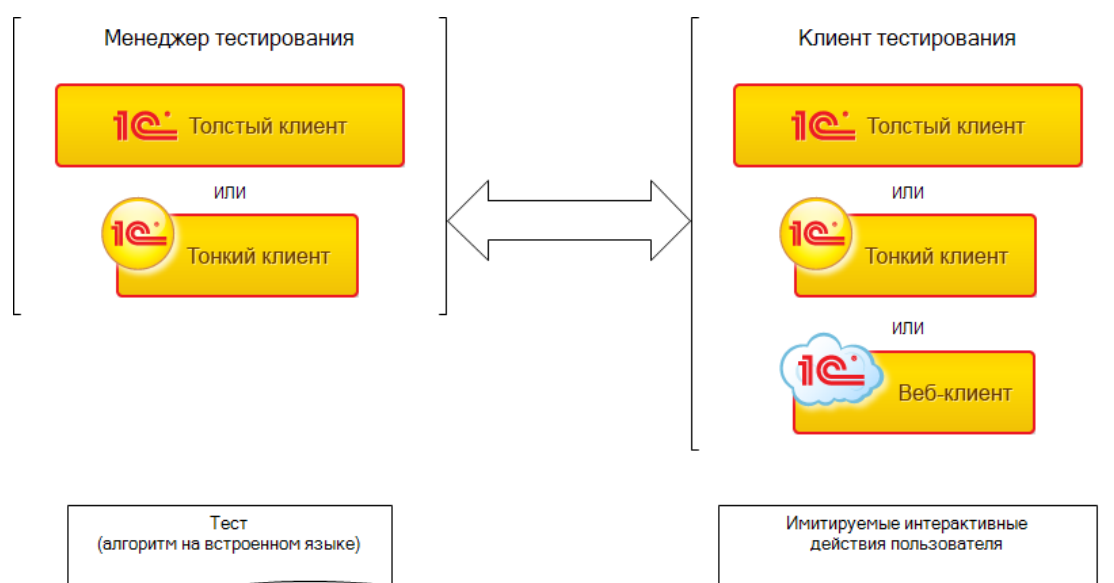 Менеджер тестирования
1С Толстый клиент
или
1С Тонкий клиент
Клиент тестирования
1С Толстый клиент
или
1С Тонкий клиент
или
1С Веб-клиент
Тест
(алгоритм на встроенном языке)
Имитируемые интерактивные
действия пользователя